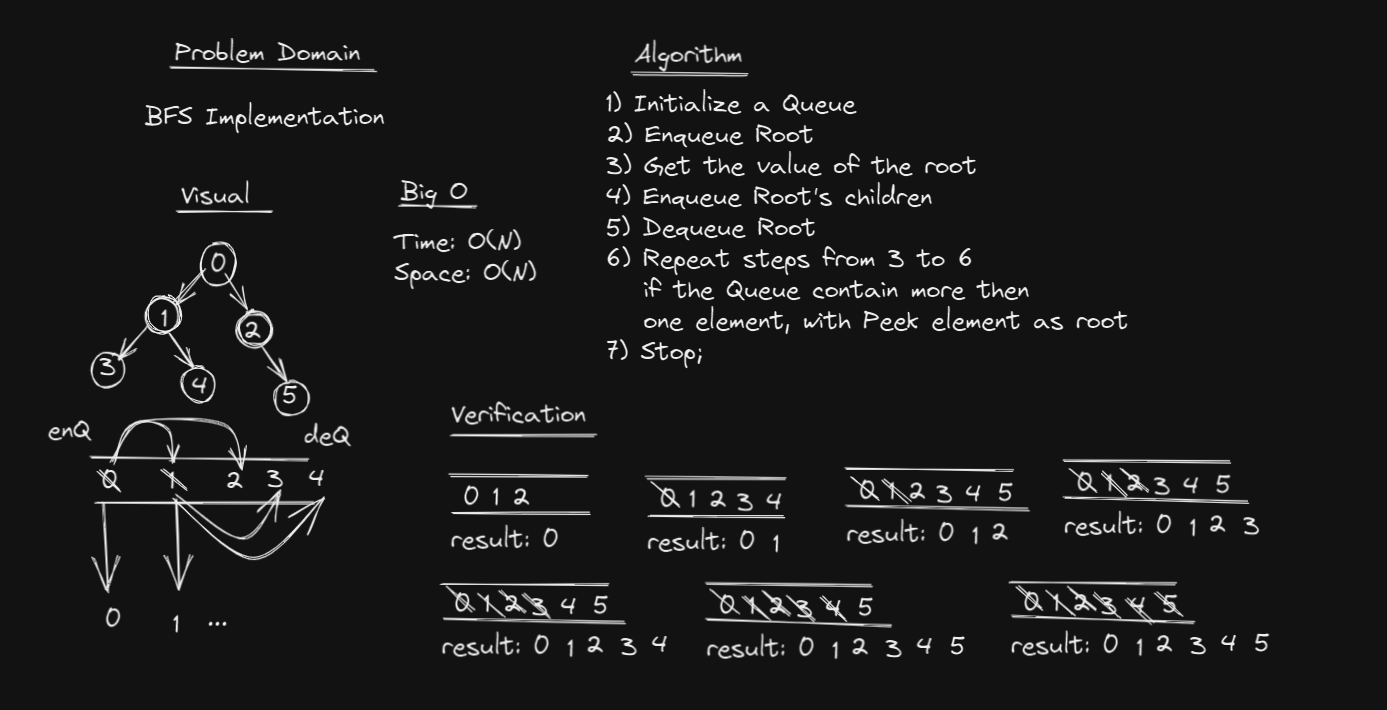 Problem Domain
BFS Implementation
Visual
0
1
2
3
4
5
enQ
deQ
0 1 2 3 4
0 1 ...
Big O
Time: O(N)
Space: O(N)
Algorithm
1) Initialize a Queue
2) Enqueue Root
3) Get the value of the root
4) Enqueue Root's children
5) Dequeue Root
6) Repeat steps from 3 to 6
if the Queue contain more then
one element, with Peek element as root
7) Stop;
Verification
0 1 2
result: 0
0 1 2 3 4
result: 0 1
0 1 2 3 4 5
result: 0 1 2
0 1 2 3 4 5
result: 0 1 2 3
0 1 2 3 4 5
result: 0 1 2 3 4
0 1 2 3 4 5
result: 0 1 2 3 4 5
0 1 2 3 4 5
result: 0 1 2 3 4 5